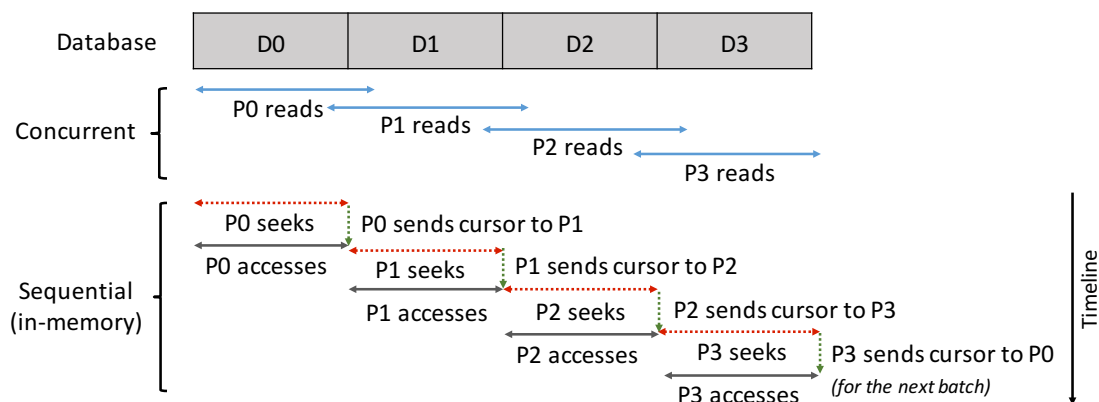 Database D0 D1 D2 D3
Concurrent
P0 reads
P1 reads
P2 reads
P3 reads
Sequential
(in-memory)
P0 seeks
P0 sends cursor to P1
P0 accesses
P1 seeks
P1 sends cursor to P2
P1 accesses
P2 seeks
P2 sends cursor to P3
P2 accesses
P3 seeks
P3 sends cursor to P0
(for the next batch)
P3 accesses
Timeline